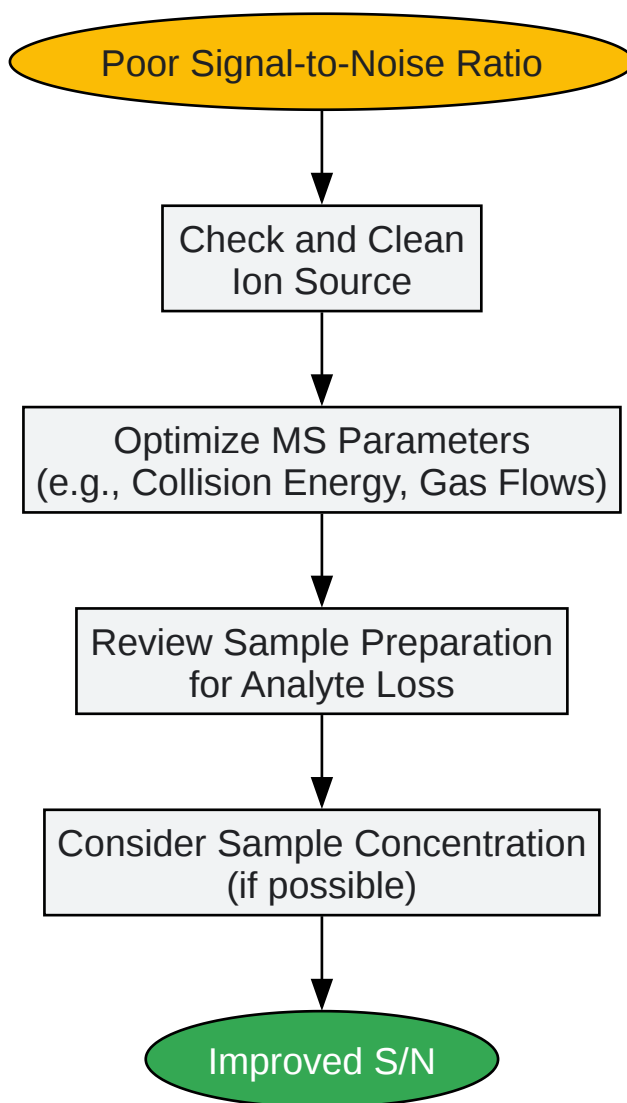 Poor Signal-to-Noise Ratio
Check and Clean
Ion Source
Optimize MS Parameters
(e.g., Collision Energy, Gas Flows)
Review Sample Preparation
for Analyte Loss
Consider Sample Concentration
(if possible)
Improved S/N